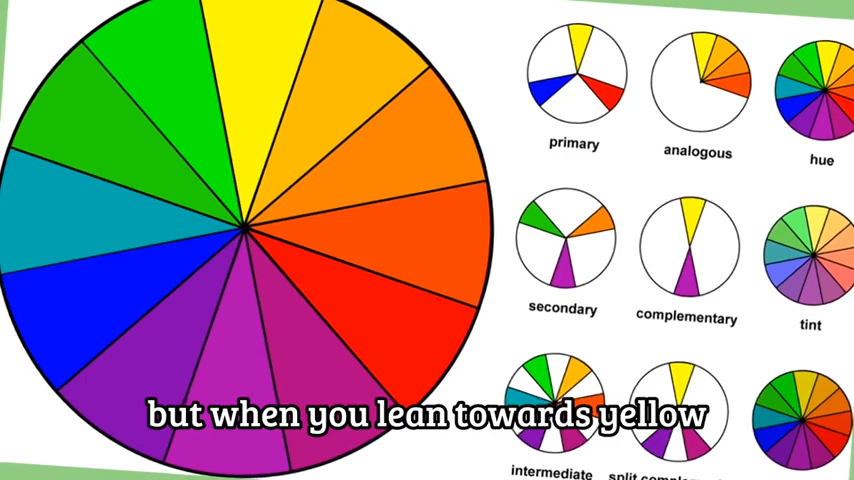 primary
analogous
hue
secondary
complementary
tint
but when you lean towards yellow
intermediate